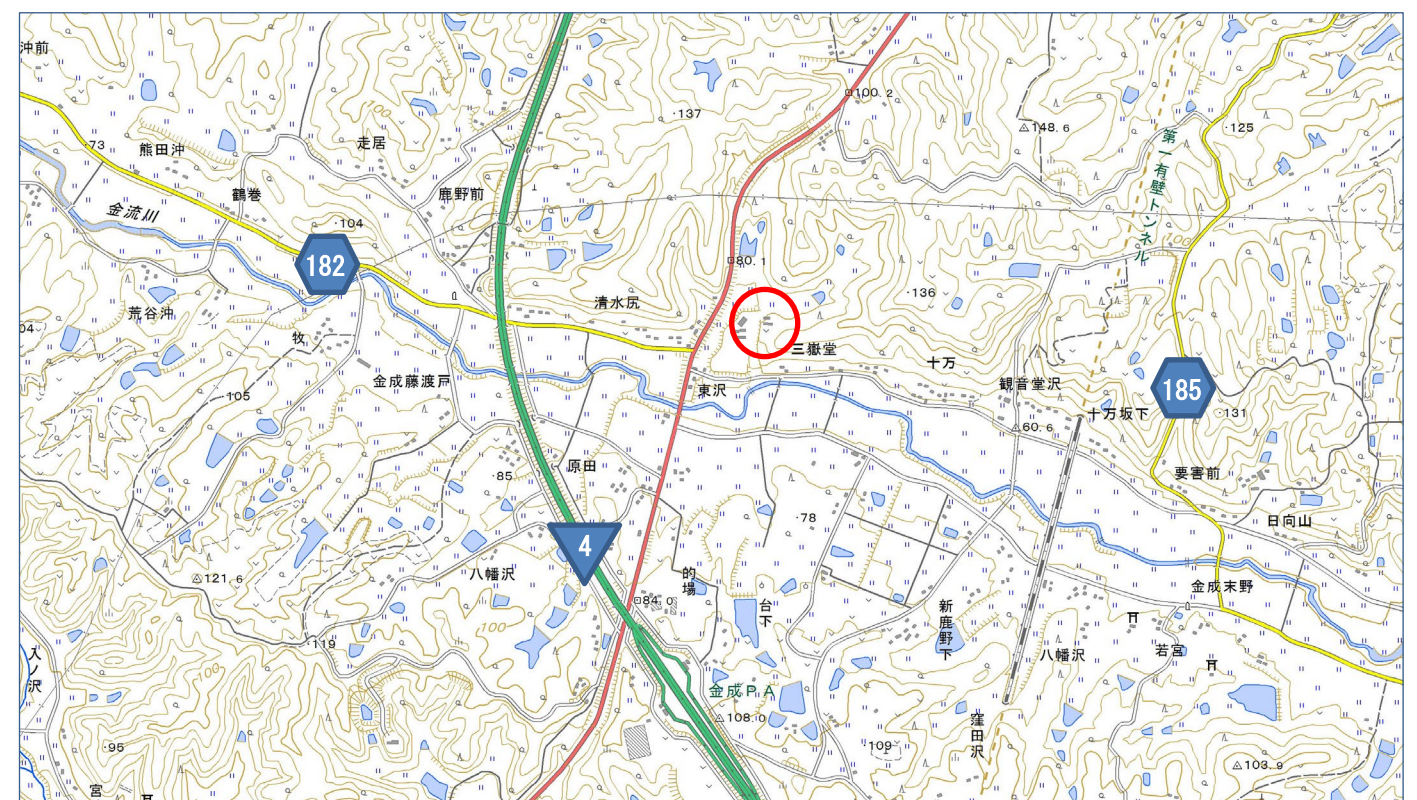 沖前
100.2
・137
△148.6
・125
・73
熊田沖
走居
第一有壁トンネル
鶴巻
鹿野前
金流川
・104
100
100
80.1
182
清水尻
・136
荒谷沖
04
牧
三嶽堂
十万
金成藤渡戸
東沢
観音堂沢
185
105
十万坂下
・131
△60.6
原田
・85
要害前
・78
日向山
4
八幡沢
的場
△121.6
金成末野
84.0
台下
新鹿野下
100
・119
八幡沢
若宮
入ノ沢
金成PA
△108.0
窪田沢
・95
・109
△103.9
宮